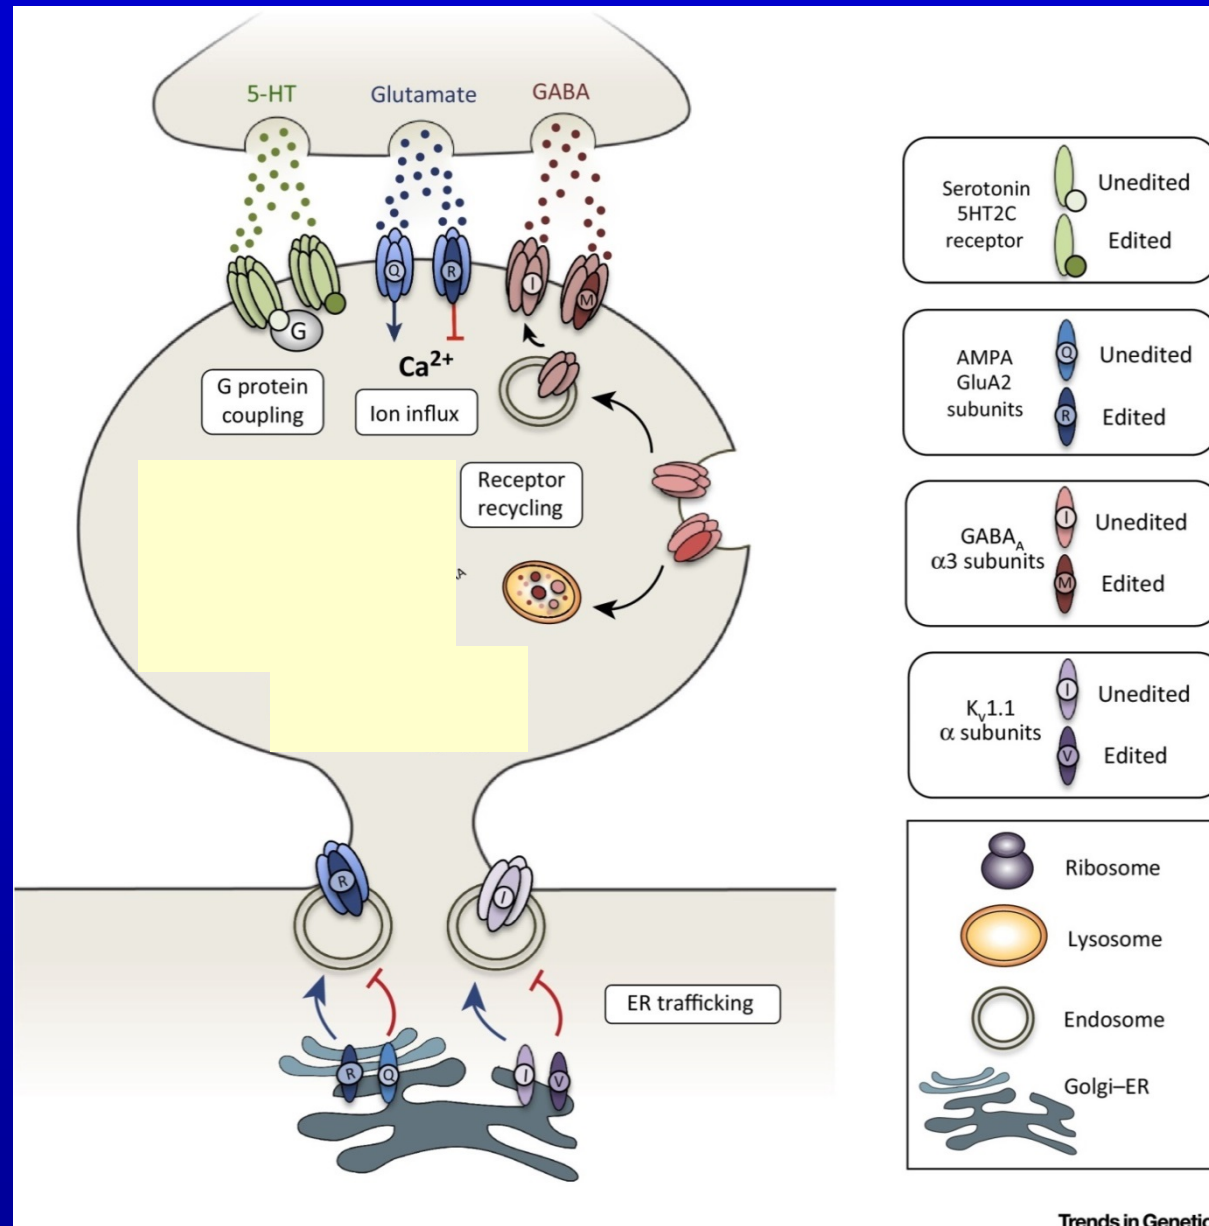 5-HT
Glutamate
GABA
Q
R
I
M
G
Ca2+
G protein
coupling
Ion influx
Receptor
recycling
R
I
ER trafficking
R
Q
I
V
Serotonin
5HT2C
receptor
Unedited
Edited
AMPA
GluA2
subunits
Q
Unedited
R
Edited
GABAA
α3 subunits
I
Unedited
M
Edited
Kv1.1
α subunits
I
Unedited
V
Edited
Ribosome
Lysosome
Endosome
Golgi–ER
Trends in Genetic